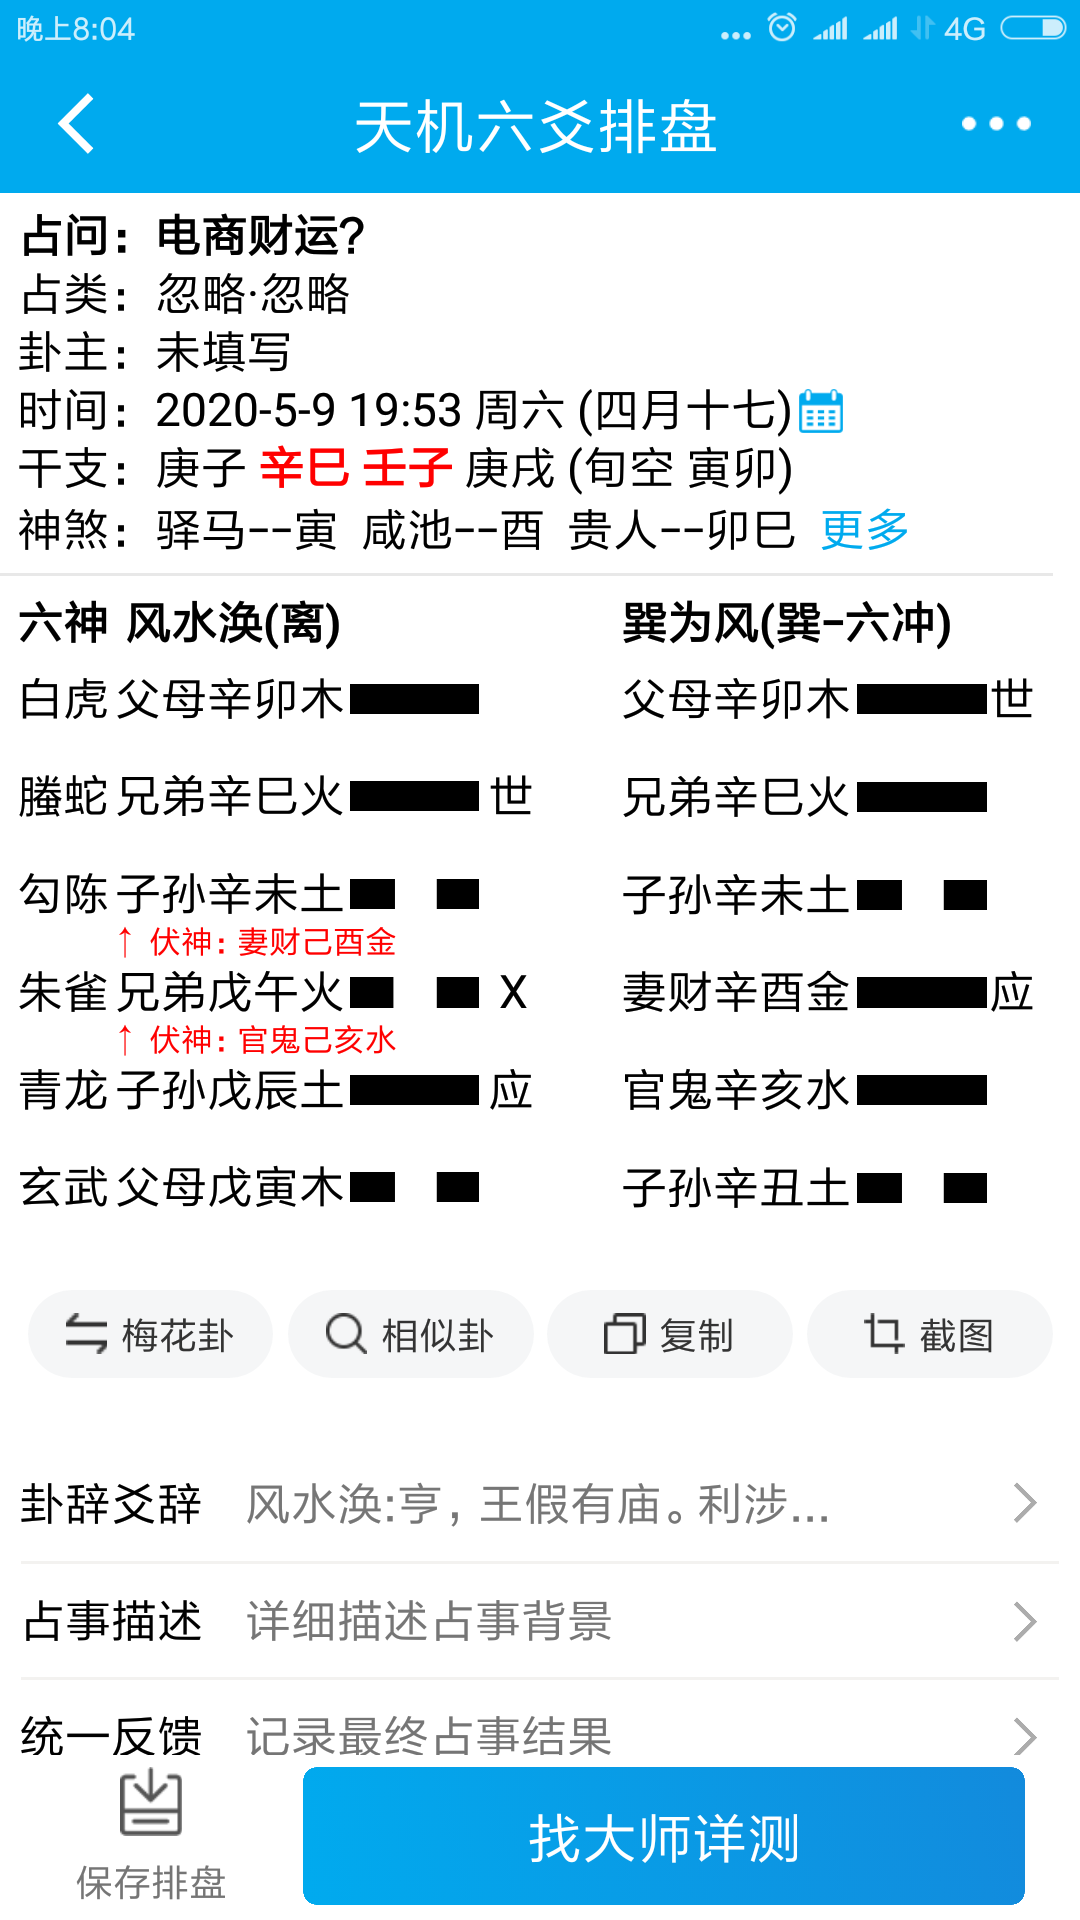 晚上8:04
4G
天机六爻排盘
占问：电商财运?
占类：忽略·忽略
卦主：未填写
时间：2020-5-9 19:53 周六 (四月十七)
干支：庚子 辛巳 壬子 庚戌 (旬空 寅卯)
神煞：驿马--寅 咸池--酉 贵人--卯巳 更多
六神 风水涣(离) 巽为风(巽-六冲)
白虎 父母辛卯木 父母辛卯木 世
螣蛇 兄弟辛巳火 世 兄弟辛巳火
勾陈 子孙辛未土 子孙辛未土
↑ 伏神：妻财己酉金
朱雀 兄弟戊午火 X 妻财辛酉金 应
↑ 伏神：官鬼己亥水
青龙 子孙戊辰土 应 官鬼辛亥水
玄武 父母戊寅木 子孙辛丑土
梅花卦 相似卦 复制 截图
卦辞爻辞 风水涣:亨，王假有庙。利涉...
占事描述 详细描述占事背景
统一反馈 记录最终占事结果
保存排盘
找大师详测